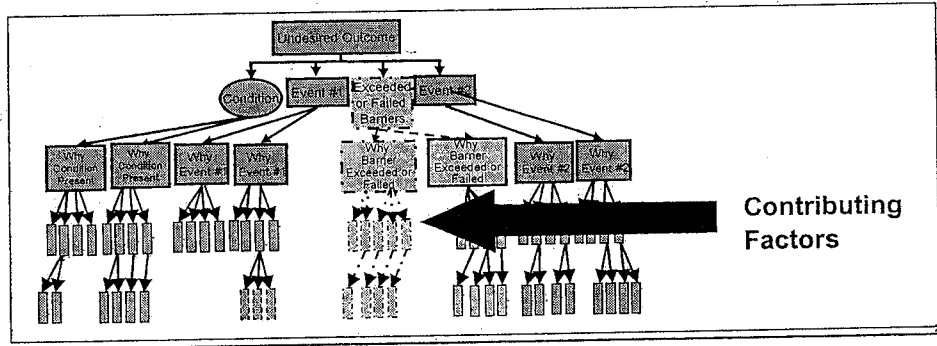 Undesired Outcome
Condition
Event #1
Exceeded
or Failed
Barriers
Event #2
Why
Condition
Present
Why
Condition
Present
Why
Event #1
Why
Event #1
Why
Barrier
Exceeded or
Failed
Why
Barrier
Exceeded or
Failed
Why
Event #2
Why
Event #2
Contributing
Factors